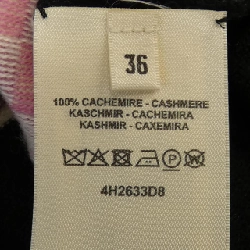 36
100% CACHEMIRE - CASHMERE
KASCHMIR - CACHEMIRA
KASHMIR - CAXEMIRA
4H2633D8